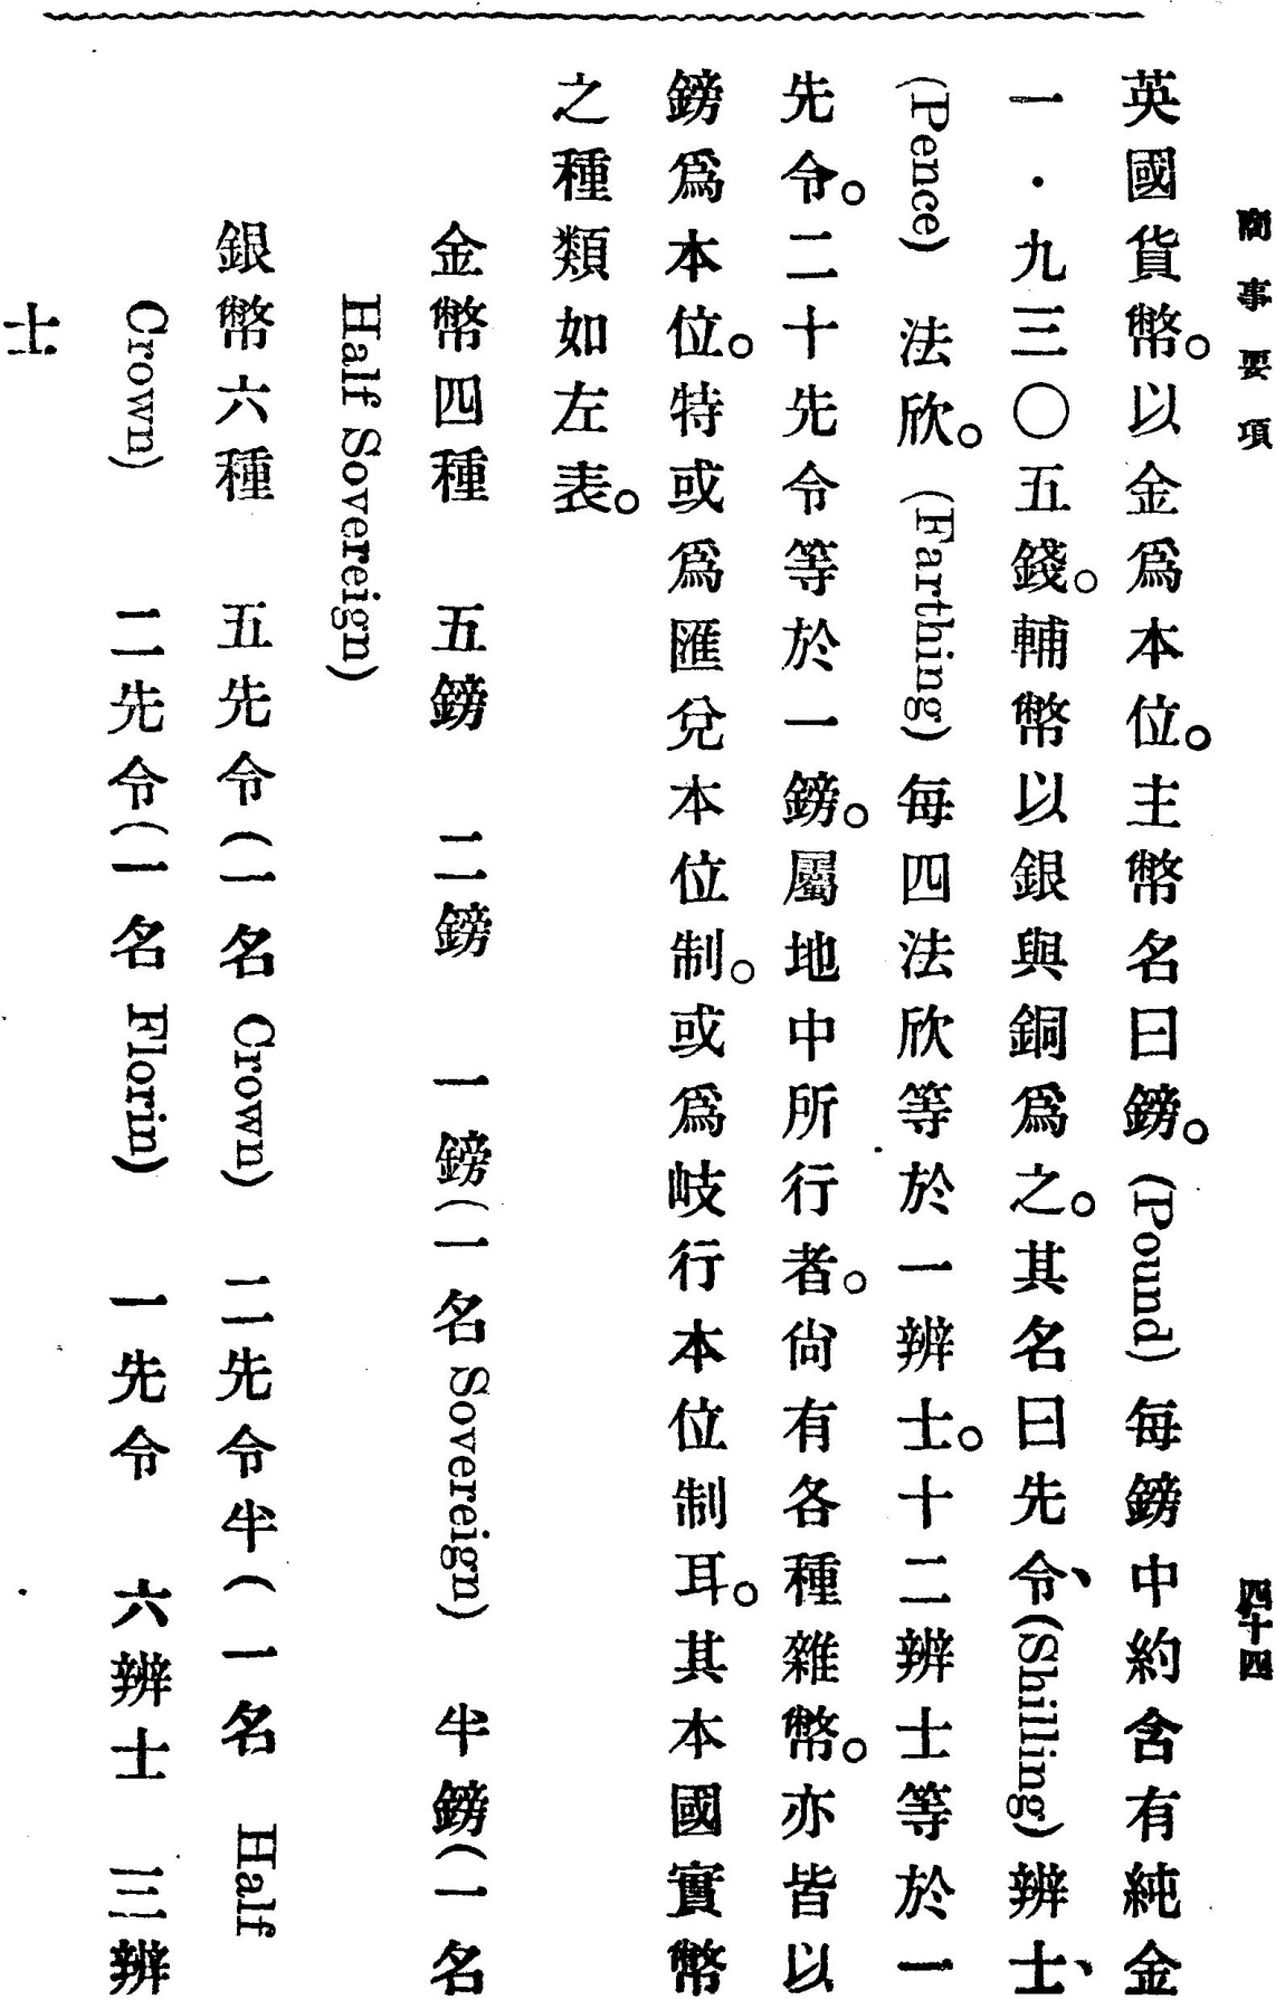 商事要項
四十四
英國貨幣。以金爲本位。主幣名曰鎊。(Pound)每鎊中約含有純金
一・九三〇五錢。輔幣以銀與銅爲之。其名曰先令、(Shilling)辨士、
(Pence) 法欣。(Farthing)每四法欣等於一辨士。十二辨士等於一
先令。二十先令等於一鎊。屬地中所行者。尙有各種雜幣。亦皆以
鎊爲本位。特或爲匯兌本位制。或爲岐行本位制耳。其本國實幣
之種類如左表。
金幣四種 五鎊 二鎊 一鎊(一名 Sovereign) 半鎊(一名
Half Sovereign)
銀幣六種 五先令(一名 Crown) 二先令半(一名 Half
Crown) 二先令(一名 Florin) 一先令 六辨士 三辨
士